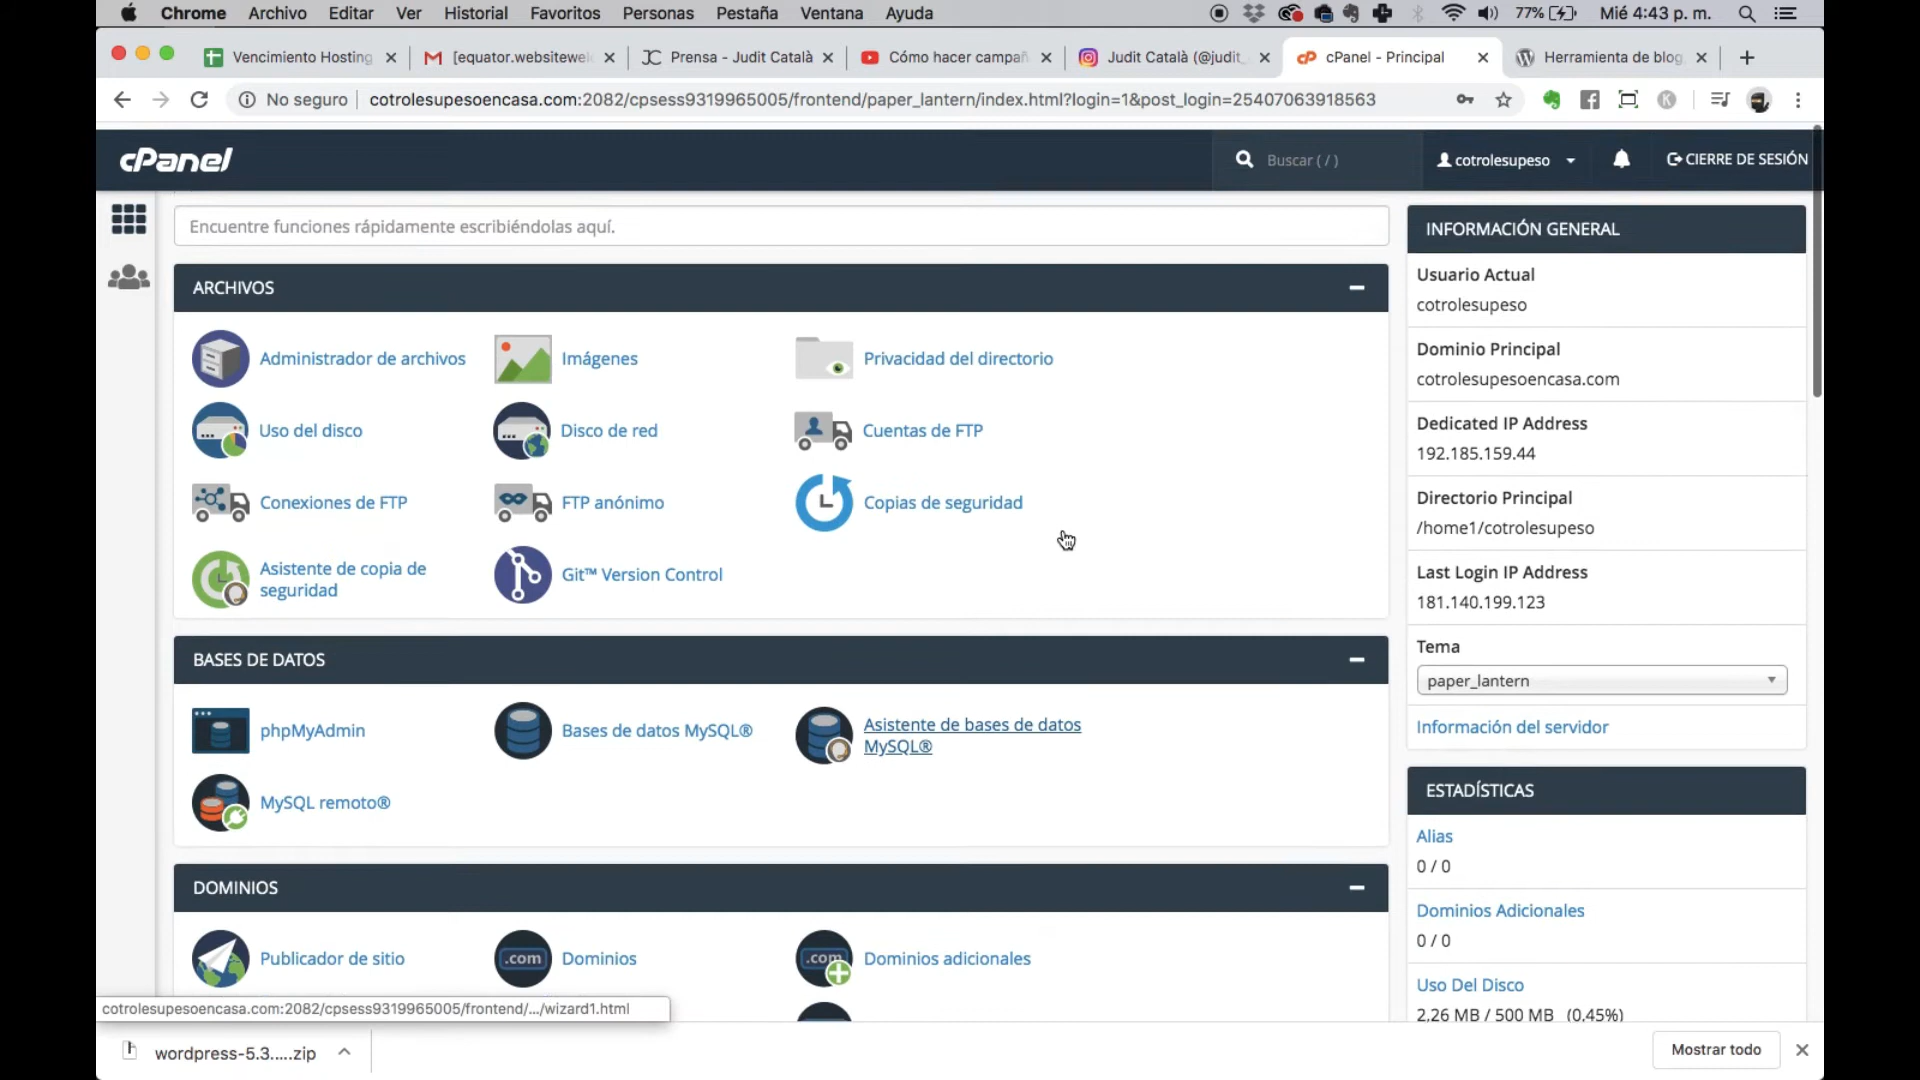 Chrome Archivo Editar Ver Historial Favoritos Personas Pestaña Ventana Ayuda 77% Mié 4:43 p. m.
Vencimiento Hosting [equator.websitewel Prensa - Judit Català Cómo hacer campañ Judit Català (@judit_ cPanel - Principal Herramienta de blog
No seguro cotrolesupesoencasa.com:2082/cpsess9319965005/frontend/paper_lantern/index.html?login=1&post_login=25407063918563
cPanel Buscar ( / ) cotrolesupeso CIERRE DE SESIÓN
Encuentre funciones rápidamente escribiéndolas aquí.
ARCHIVOS
Administrador de archivos
Imágenes
Privacidad del directorio
Uso del disco
Disco de red
Cuentas de FTP
Conexiones de FTP
FTP anónimo
Copias de seguridad
Asistente de copia de
seguridad
Git™ Version Control
BASES DE DATOS
phpMyAdmin
Bases de datos MySQL®
Asistente de bases de datos
MySQL®
MySQL remoto®
DOMINIOS
Publicador de sitio
.com
Dominios
.com
Dominios adicionales
INFORMACIÓN GENERAL
Usuario Actual
cotrolesupeso
Dominio Principal
cotrolesupesoencasa.com
Dedicated IP Address
192.185.159.44
Directorio Principal
/home1/cotrolesupeso
Last Login IP Address
181.140.199.123
Tema
paper_lantern
Información del servidor
ESTADÍSTICAS
Alias
0 / 0
Dominios Adicionales
0 / 0
Uso Del Disco
2,26 MB / 500 MB (0,45%)
cotrolesupesoencasa.com:2082/cpsess9319965005/frontend/.../wizard1.html
wordpress-5.3.....zip
Mostrar todo